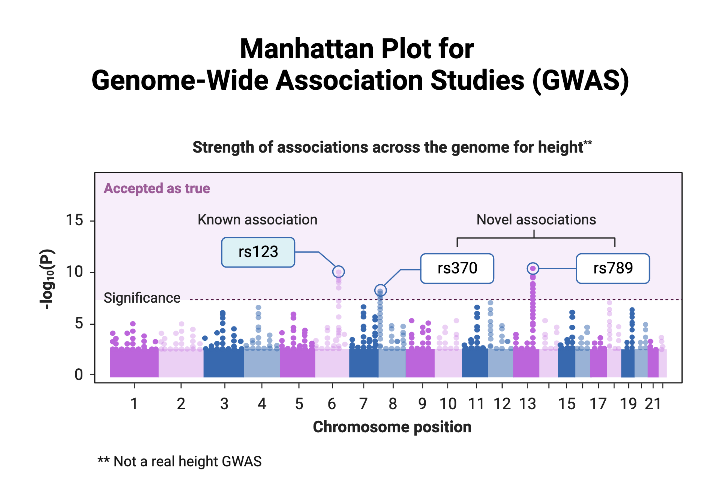 Manhattan Plot for
Genome-Wide Association Studies (GWAS)
Strength of associations across the genome for height**
Accepted as true
Known association
Novel associations
rs123
rs370
rs789
Significance
-log₁₀(P)
15
10
5
0
1 2 3 4 5 6 7 8 9 10 11 12 13 15 17 19 21
Chromosome position
** Not a real height GWAS